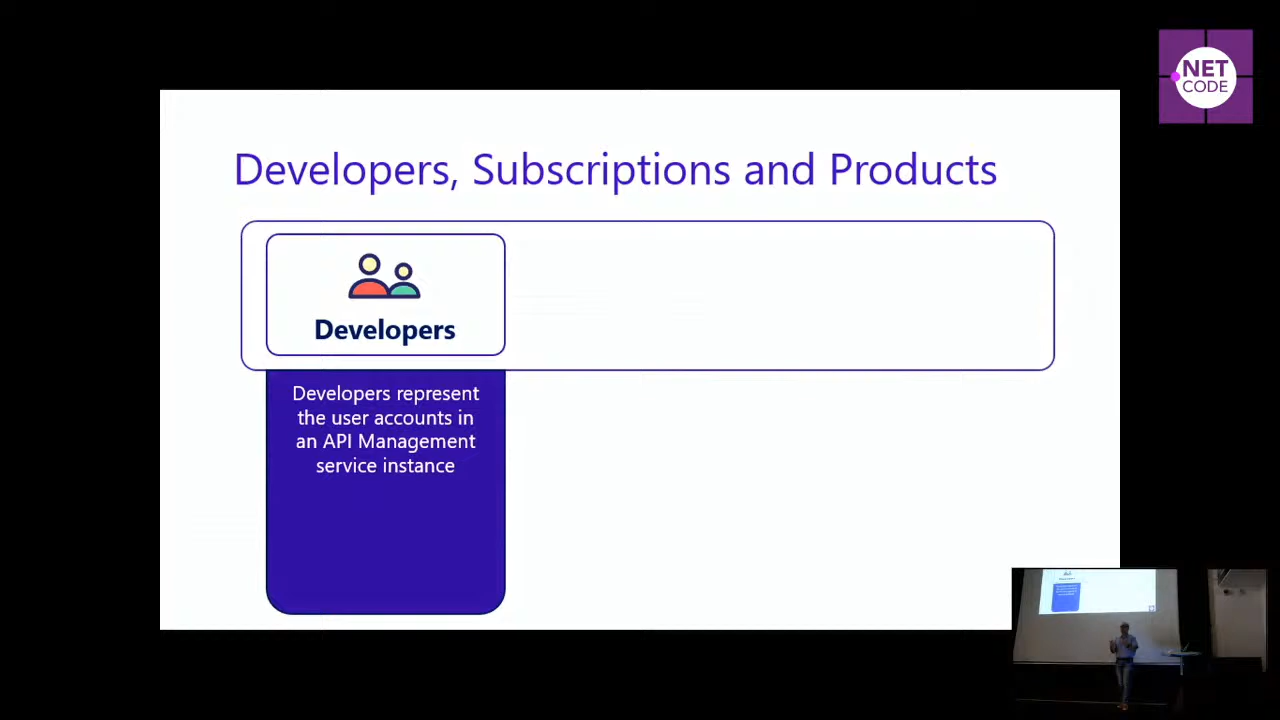 NET
CODE
Developers, Subscriptions and Products
Developers
Developers represent
the user accounts in
an API Management
service instance